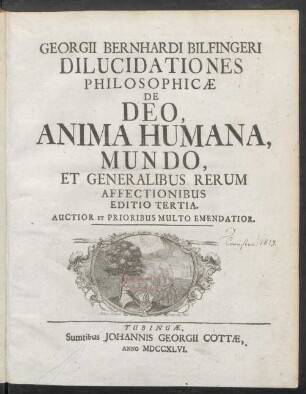 GEORGII BERNHARDI BILFINGERI
DILUCIDATIONES
PHILOSOPHICÆ
DE
DEO,
ANIMA HUMANA,
MUNDO,
ET GENERALIBUS RERUM
AFFECTIONIBUS
EDITIO TERTIA.
AUCTIOR ET PRIORIBUS MULTO EMENDATIOR.
TUBINGÆ,
Sumtibus JOHANNIS GEORGII COTTÆ,
ANNO MDCCXLVI.